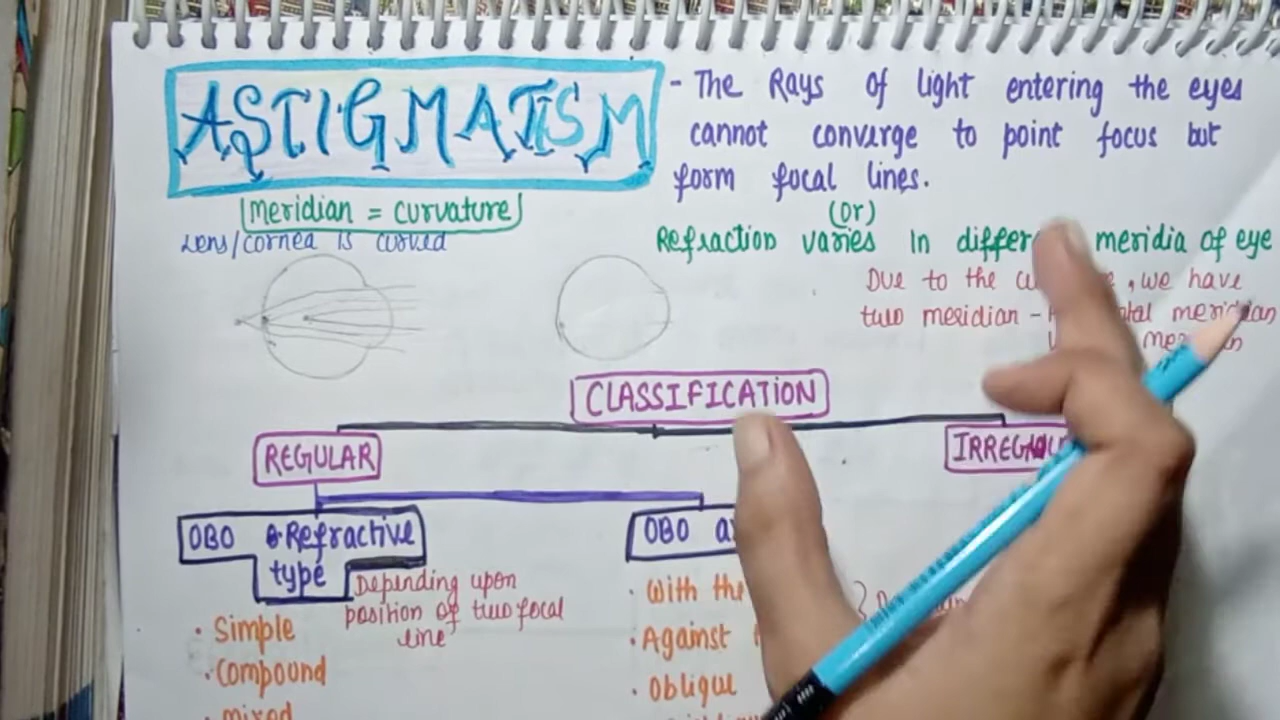 ASTIGMATISM
- The Rays of light entering the eyes
cannot converge to point focus but
form focal lines.
(Or)
Refraction varies in meridia of eye
Meridian = curvature
Lens/cornea is curved
Due to the , we have
two meridian - meridian
CLASSIFICATION
REGULAR
OBO Refractive
type
Depending upon
position of two focal
line
• Simple
• Compound
• mixed
OBO
• With the
• Against
• Oblique